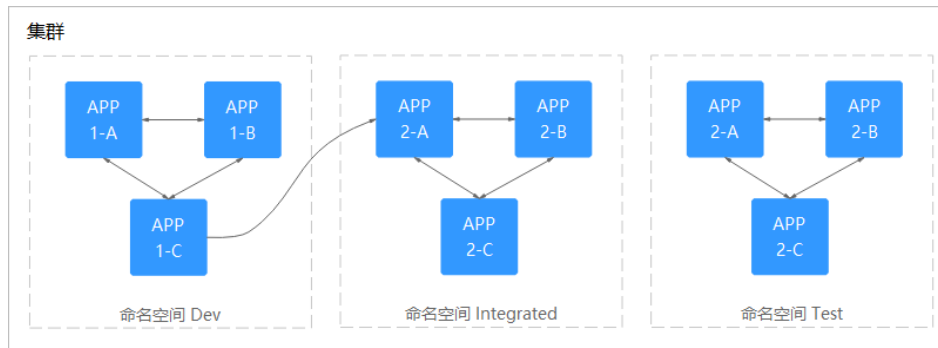 集群
APP
1-A
APP
1-B
APP
1-C
命名空间 Dev
APP
2-A
APP
2-B
APP
2-C
命名空间 Integrated
APP
2-A
APP
2-B
APP
2-C
命名空间 Test